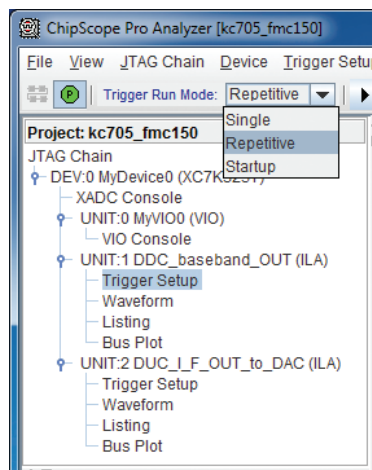 ChipScope Pro Analyzer [kc705_fmc150]
File View JTAG Chain Device Trigger Setu
P Trigger Run Mode: Repetitive
Single
Repetitive
Startup
Project: kc705_fmc150
JTAG Chain
DEV:0 MyDevice0
XADC Console
UNIT:0 MyVIO0 (VIO)
VIO Console
UNIT:1 DDC_baseband_OUT (ILA)
Trigger Setup
Waveform
Listing
Bus Plot
UNIT:2 DUC_I_F_OUT_to_DAC (ILA)
Trigger Setup
Waveform
Listing
Bus Plot